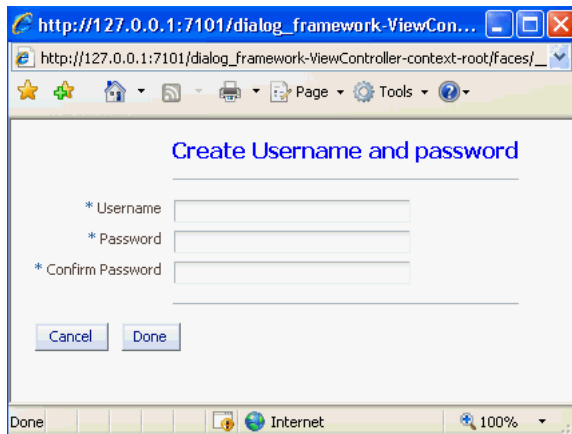 http://127.0.0.1:7101/dialog_framework-ViewCon...
http://127.0.0.1:7101/dialog_framework-ViewController-context-root/faces/__
Page Tools
Create Username and password
* Username
* Password
* Confirm Password
Cancel Done
Done Internet 100%